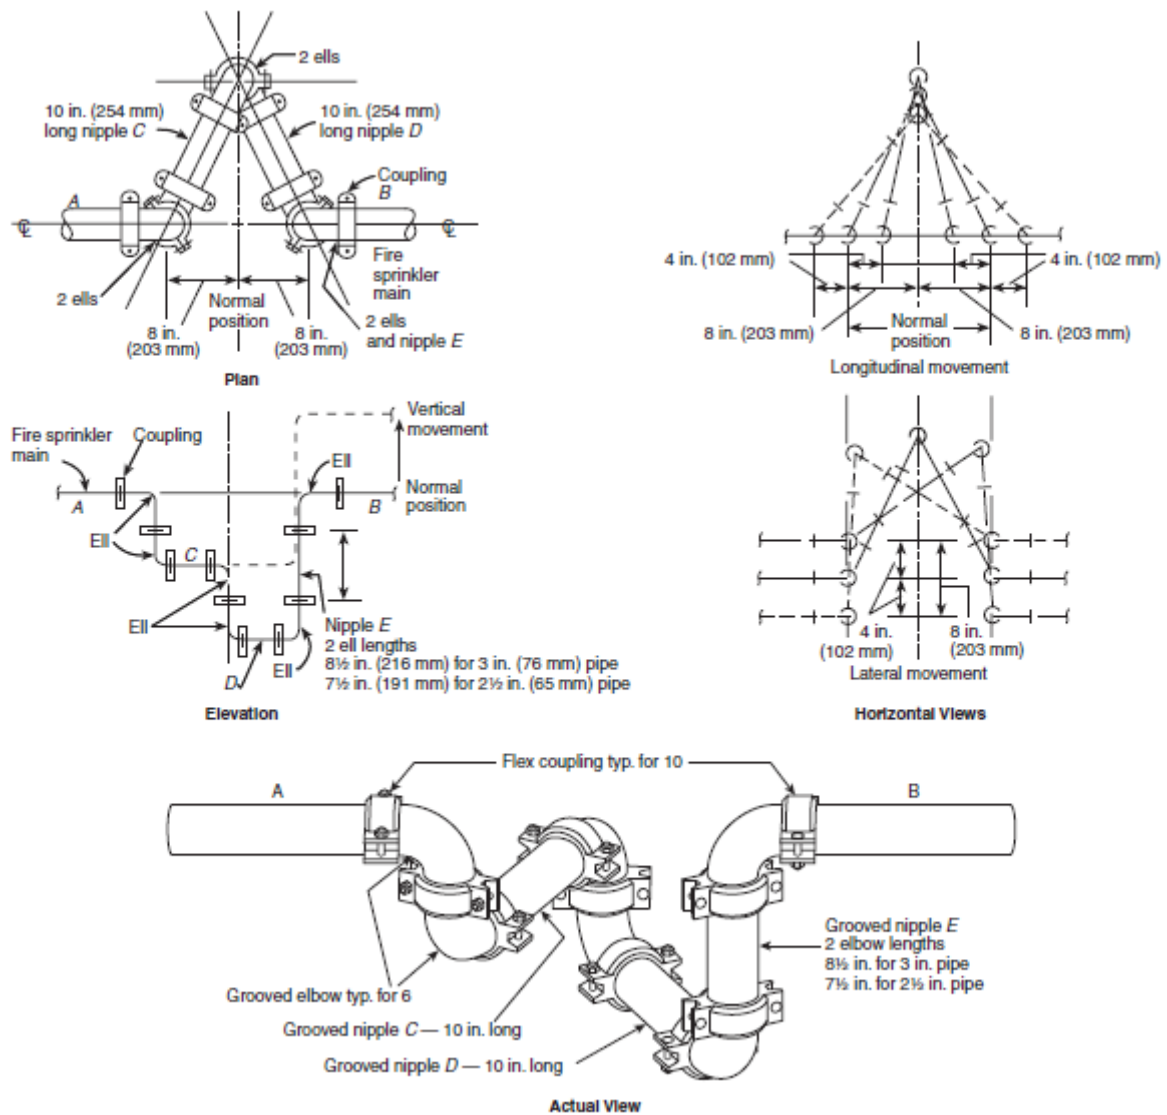 2 ells
10 in. (254 mm)
long nipple C
10 in. (254 mm)
long nipple D
Coupling
B
A
℄
℄
Fire
sprinkler
main
2 ells
Normal
position
8 in.
(203 mm)
8 in.
(203 mm)
2 ells
and nipple E
Plan
4 in. (102 mm)
4 in. (102 mm)
8 in. (203 mm)
Normal
position
8 in. (203 mm)
Longitudinal movement
Fire sprinkler
main
Coupling
Vertical
movement
Ell
A
B
Normal
position
Ell
C
Ell
D
Ell
Nipple E
2 ell lengths
8½ in. (216 mm) for 3 in. (76 mm) pipe
7½ in. (191 mm) for 2½ in. (65 mm) pipe
Elevation
4 in.
(102 mm)
8 in.
(203 mm)
Lateral movement
Horizontal Views
Flex coupling typ. for 10
A
B
Grooved nipple E
2 elbow lengths
8½ in. for 3 in. pipe
7½ in. for 2½ in. pipe
Grooved elbow typ. for 6
Grooved nipple C — 10 in. long
Grooved nipple D — 10 in. long
Actual View